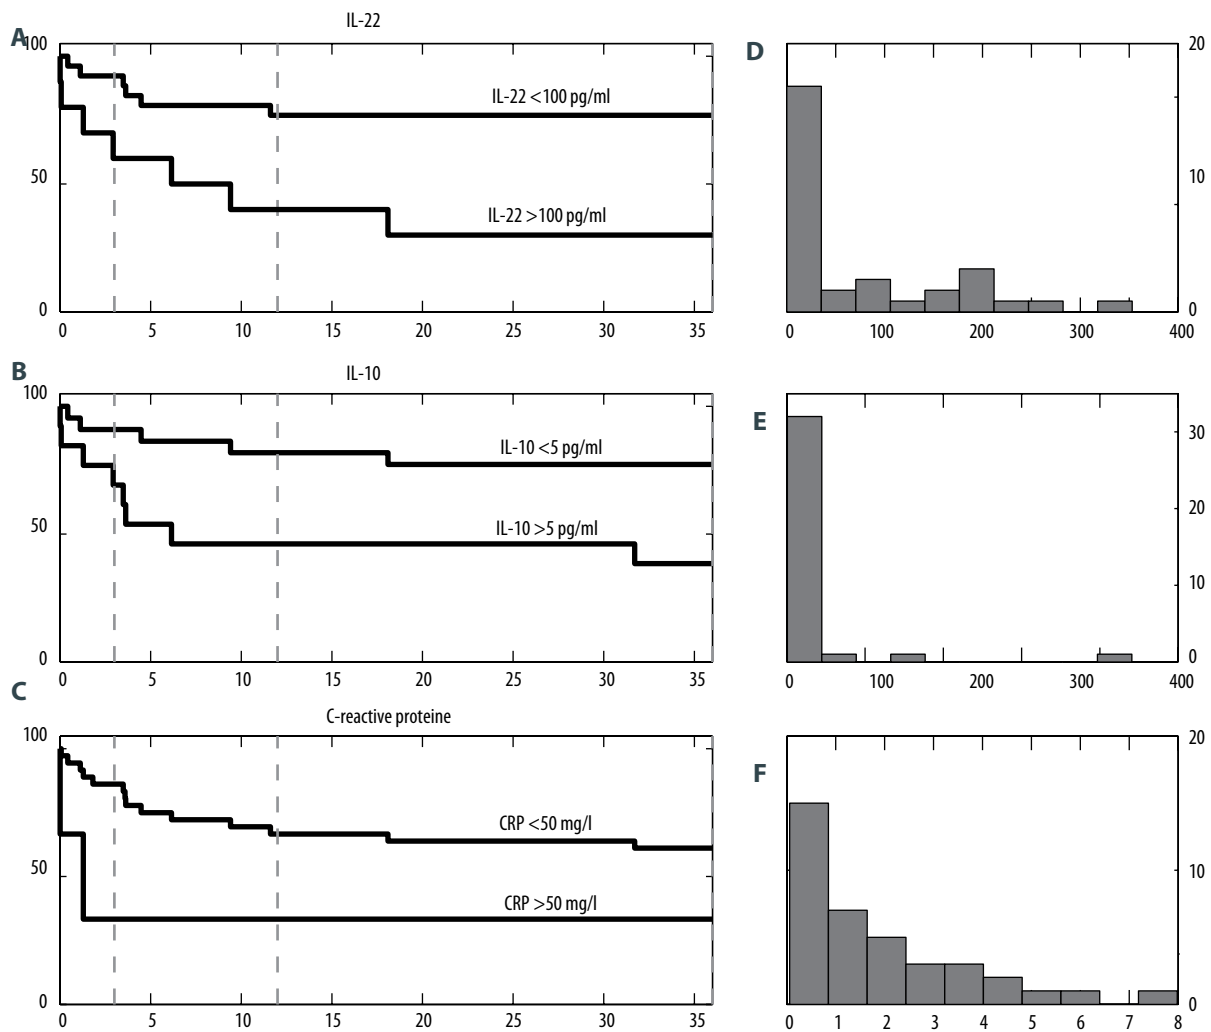 A
IL-22
100
50
0
IL-22 <100 pg/ml
IL-22 >100 pg/ml
0 5 10 15 20 25 30 35
D
20
10
0
0 100 200 300 400
B
IL-10
100
50
0
IL-10 <5 pg/ml
IL-10 >5 pg/ml
0 5 10 15 20 25 30 35
E
30
20
10
0
0 100 200 300 400
C
C-reactive proteine
100
50
0
CRP <50 mg/l
CRP >50 mg/l
0 5 10 15 20 25 30 35
F
20
10
0
0 1 2 3 4 5 6 7 8